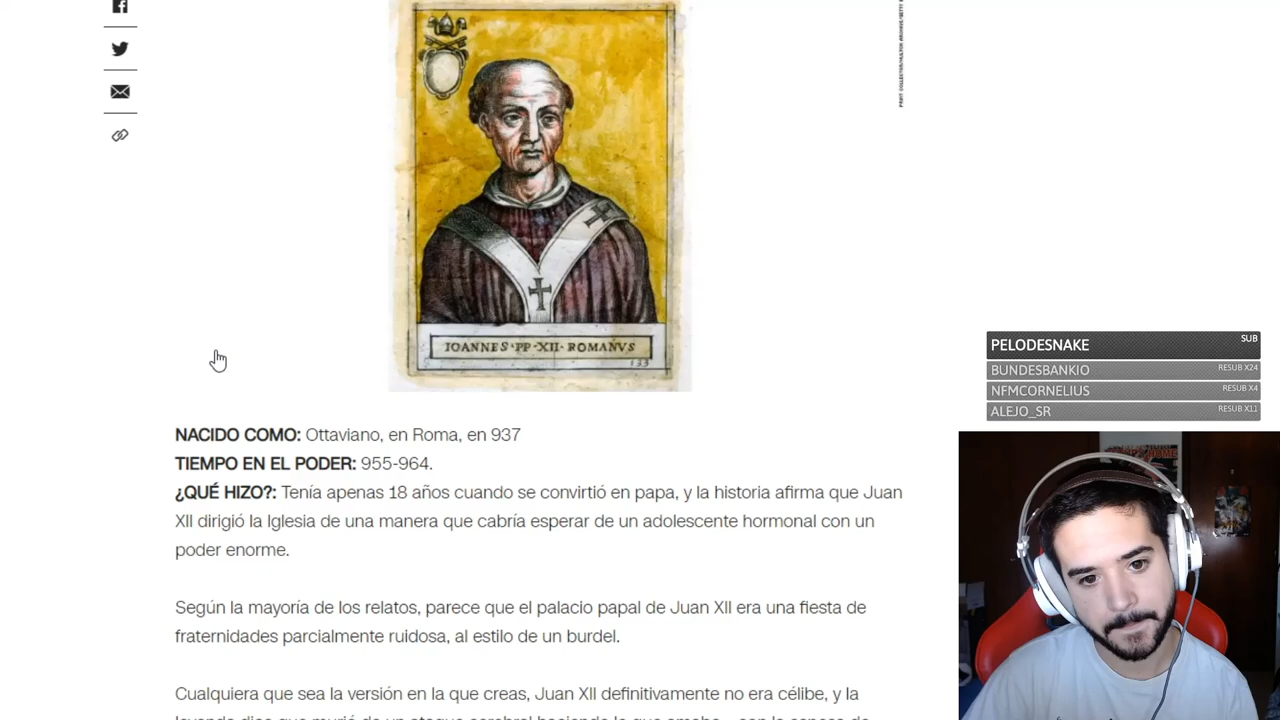 IOANNES·PP·XII·ROMANVS
133
NACIDO COMO: Ottaviano, en Roma, en 937
TIEMPO EN EL PODER: 955-964.
¿QUÉ HIZO?: Tenía apenas 18 años cuando se convirtió en papa, y la historia afirma que Juan
XII dirigió la Iglesia de una manera que cabría esperar de un adolescente hormonal con un
poder enorme.
Según la mayoría de los relatos, parece que el palacio papal de Juan XII era una fiesta de
fraternidades parcialmente ruidosa, al estilo de un burdel.
Cualquiera que sea la versión en la que creas, Juan XII definitivamente no era célibe, y la
PELODESNAKE SUB
BUNDESBANKIO RESUB X24
NFMCORNELIUS RESUB X4
ALEJO_SR RESUB X11